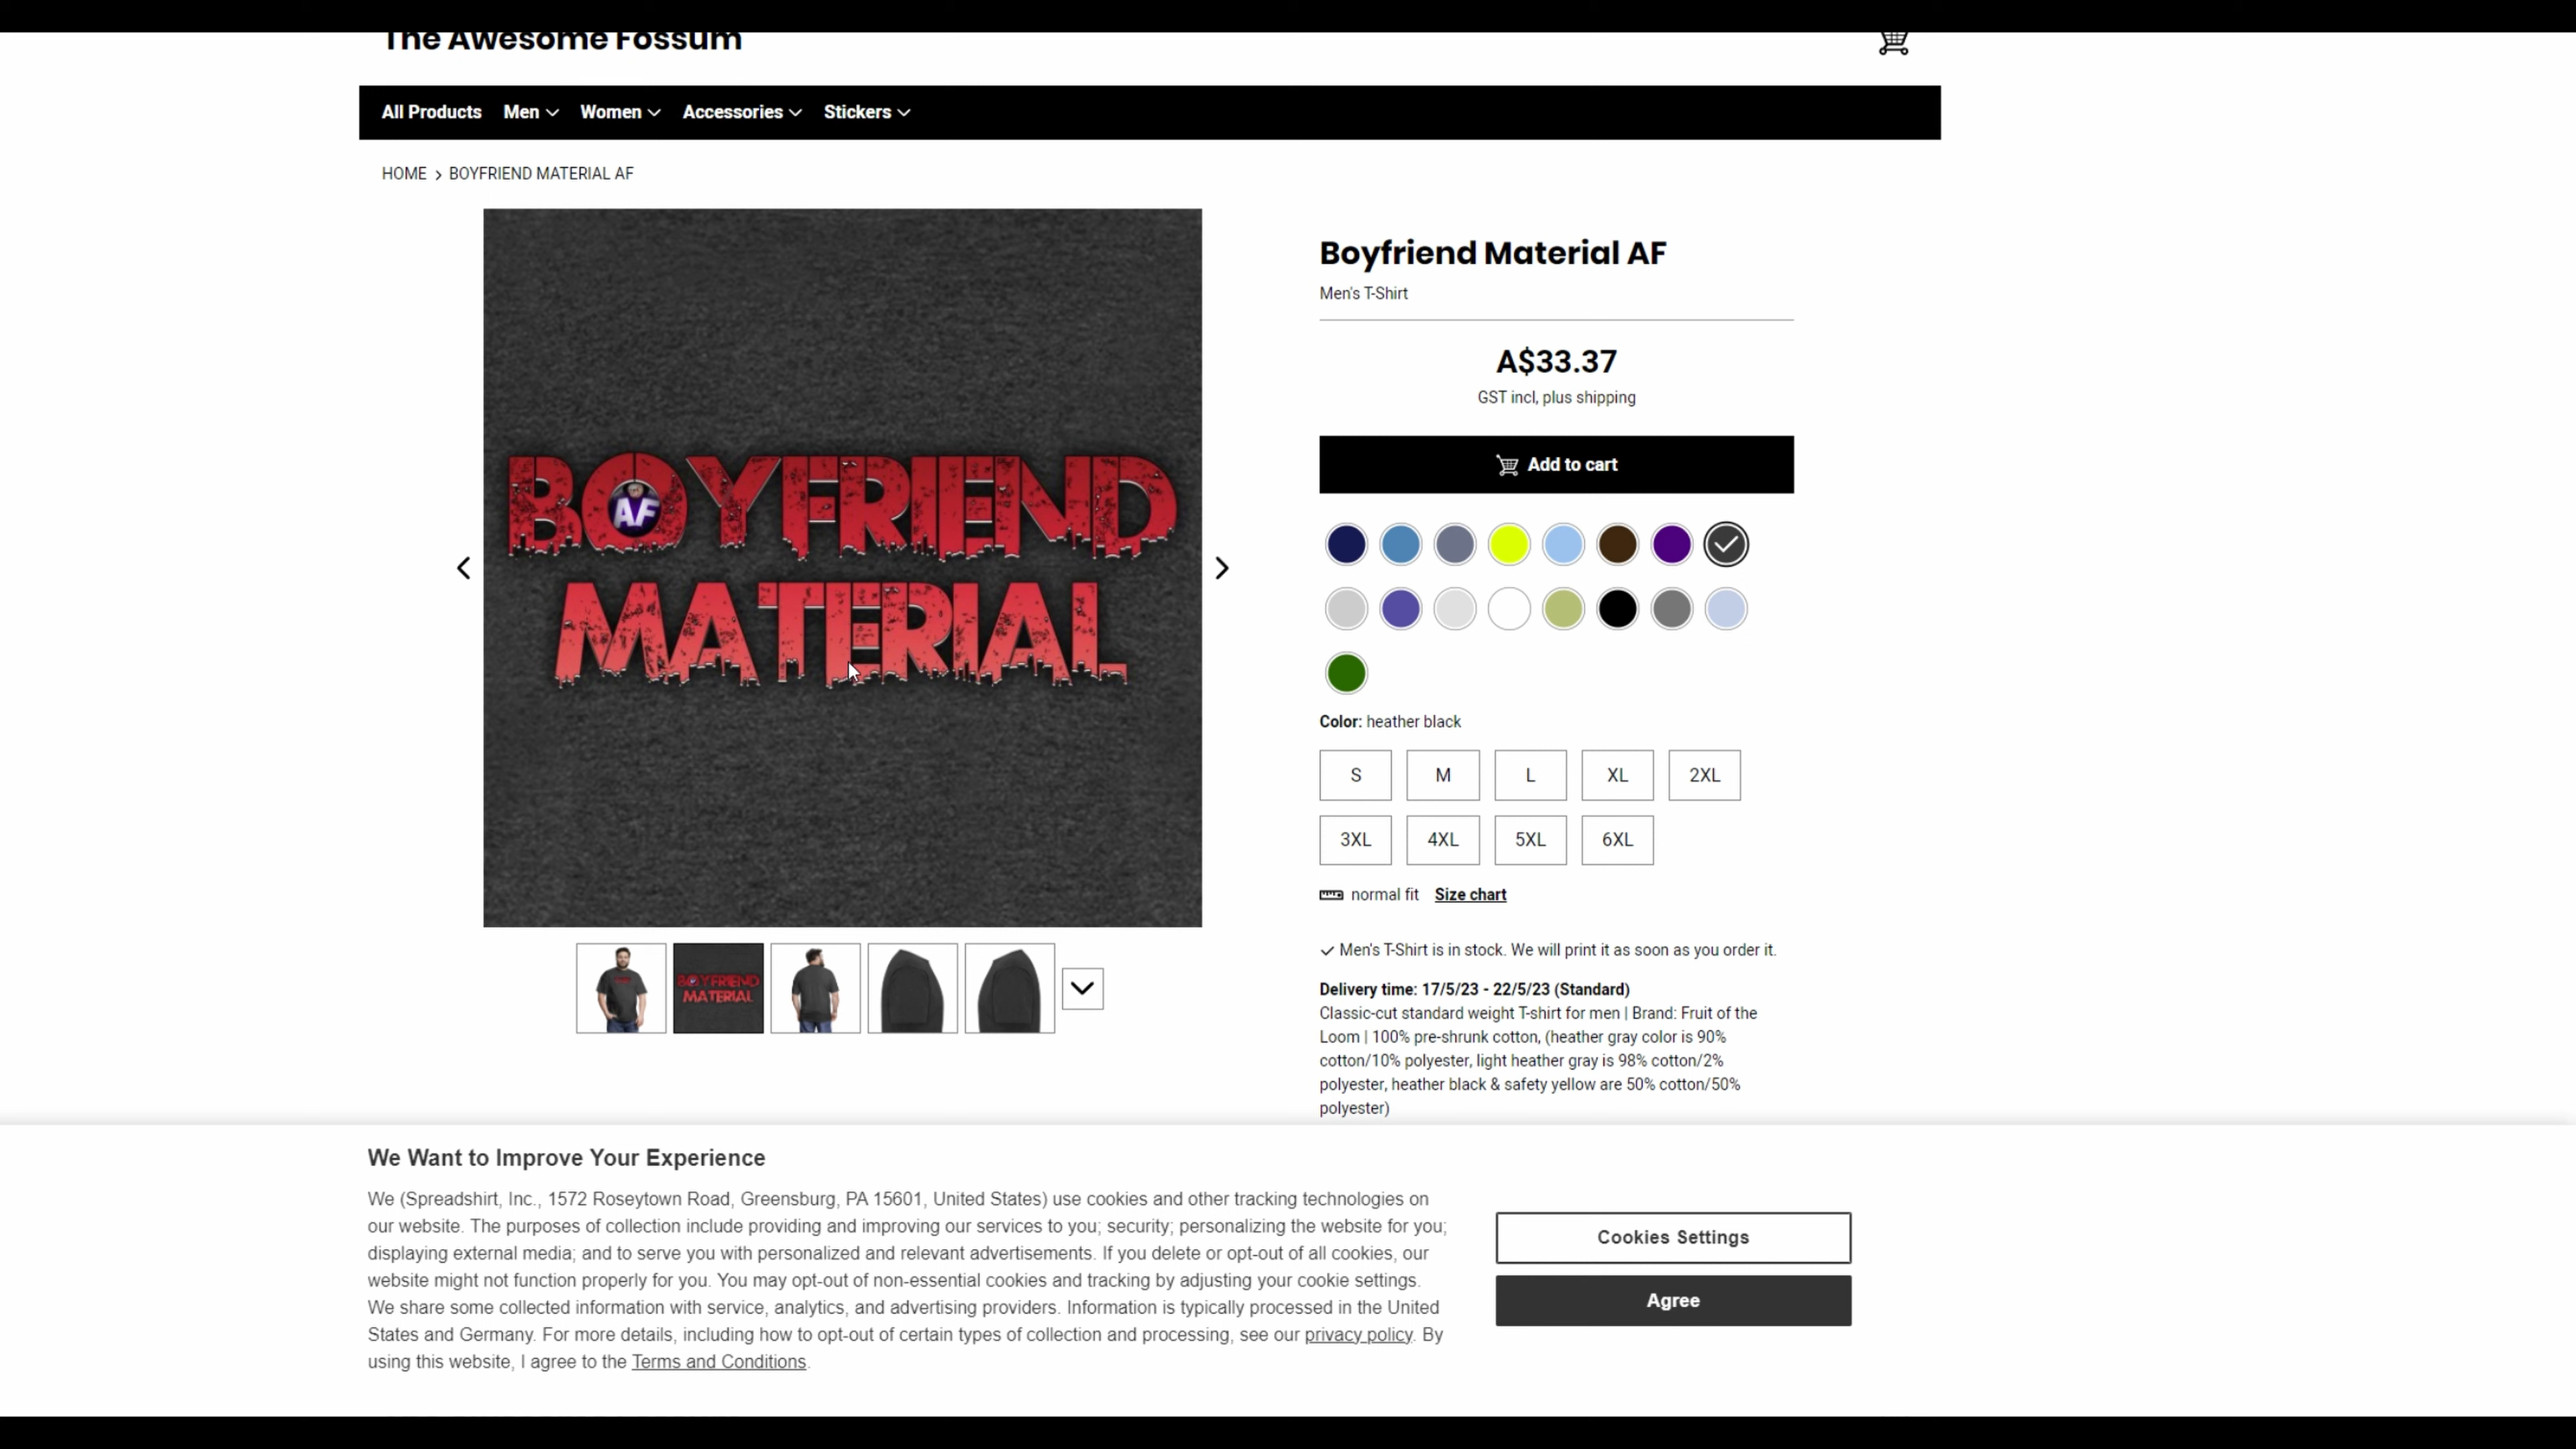 The Awesome Fossum
All Products Men Women Accessories Stickers
HOME > BOYFRIEND MATERIAL AF
BOYFRIEND
AF
MATERIAL
Boyfriend Material AF
Men's T-Shirt
A$33.37
GST incl, plus shipping
Add to cart
Color: heather black
S M L XL 2XL
3XL 4XL 5XL 6XL
normal fit Size chart
Men's T-Shirt is in stock. We will print it as soon as you order it.
Delivery time: 17/5/23 - 22/5/23 (Standard)
Classic-cut standard weight T-shirt for men | Brand: Fruit of the
Loom | 100% pre-shrunk cotton, (heather gray color is 90%
cotton/10% polyester, light heather gray is 98% cotton/2%
polyester, heather black & safety yellow are 50% cotton/50%
polyester)
BOYFRIEND
MATERIAL
We Want to Improve Your Experience
We (Spreadshirt, Inc., 1572 Roseytown Road, Greensburg, PA 15601, United States) use cookies and other tracking technologies on
our website. The purposes of collection include providing and improving our services to you; security; personalizing the website for you;
displaying external media; and to serve you with personalized and relevant advertisements. If you delete or opt-out of all cookies, our
website might not function properly for you. You may opt-out of non-essential cookies and tracking by adjusting your cookie settings.
We share some collected information with service, analytics, and advertising providers. Information is typically processed in the United
States and Germany. For more details, including how to opt-out of certain types of collection and processing, see our privacy policy. By
using this website, I agree to the Terms and Conditions.
Cookies Settings
Agree